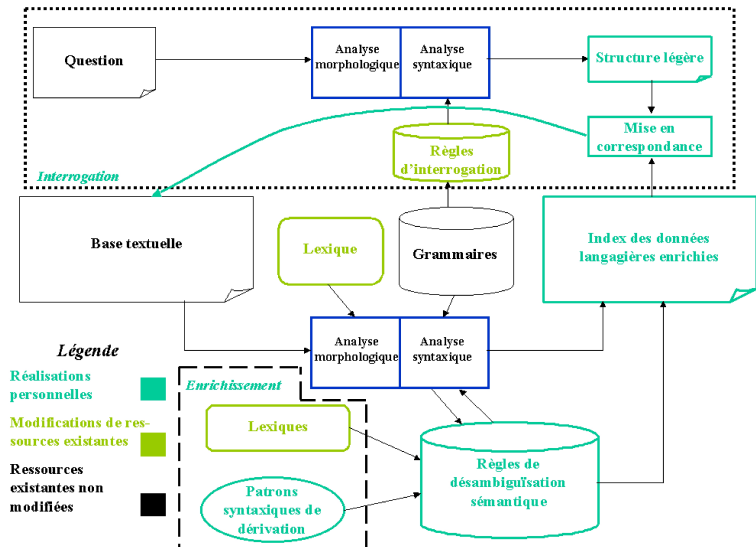 Question
Analyse
morphologique
Analyse
syntaxique
Structure légère
Mise en
correspondance
Règles
d'interrogation
Interrogation
Base textuelle
Lexique
Grammaires
Index des données
langagières enrichies
Analyse
morphologique
Analyse
syntaxique
Légende
Réalisations
personnelles
Modifications de res-
sources existantes
Ressources
existantes non
modifiées
Enrichissement
Lexiques
Patrons
syntaxiques de
dérivation
Règles de
désambiguïsation
sémantique